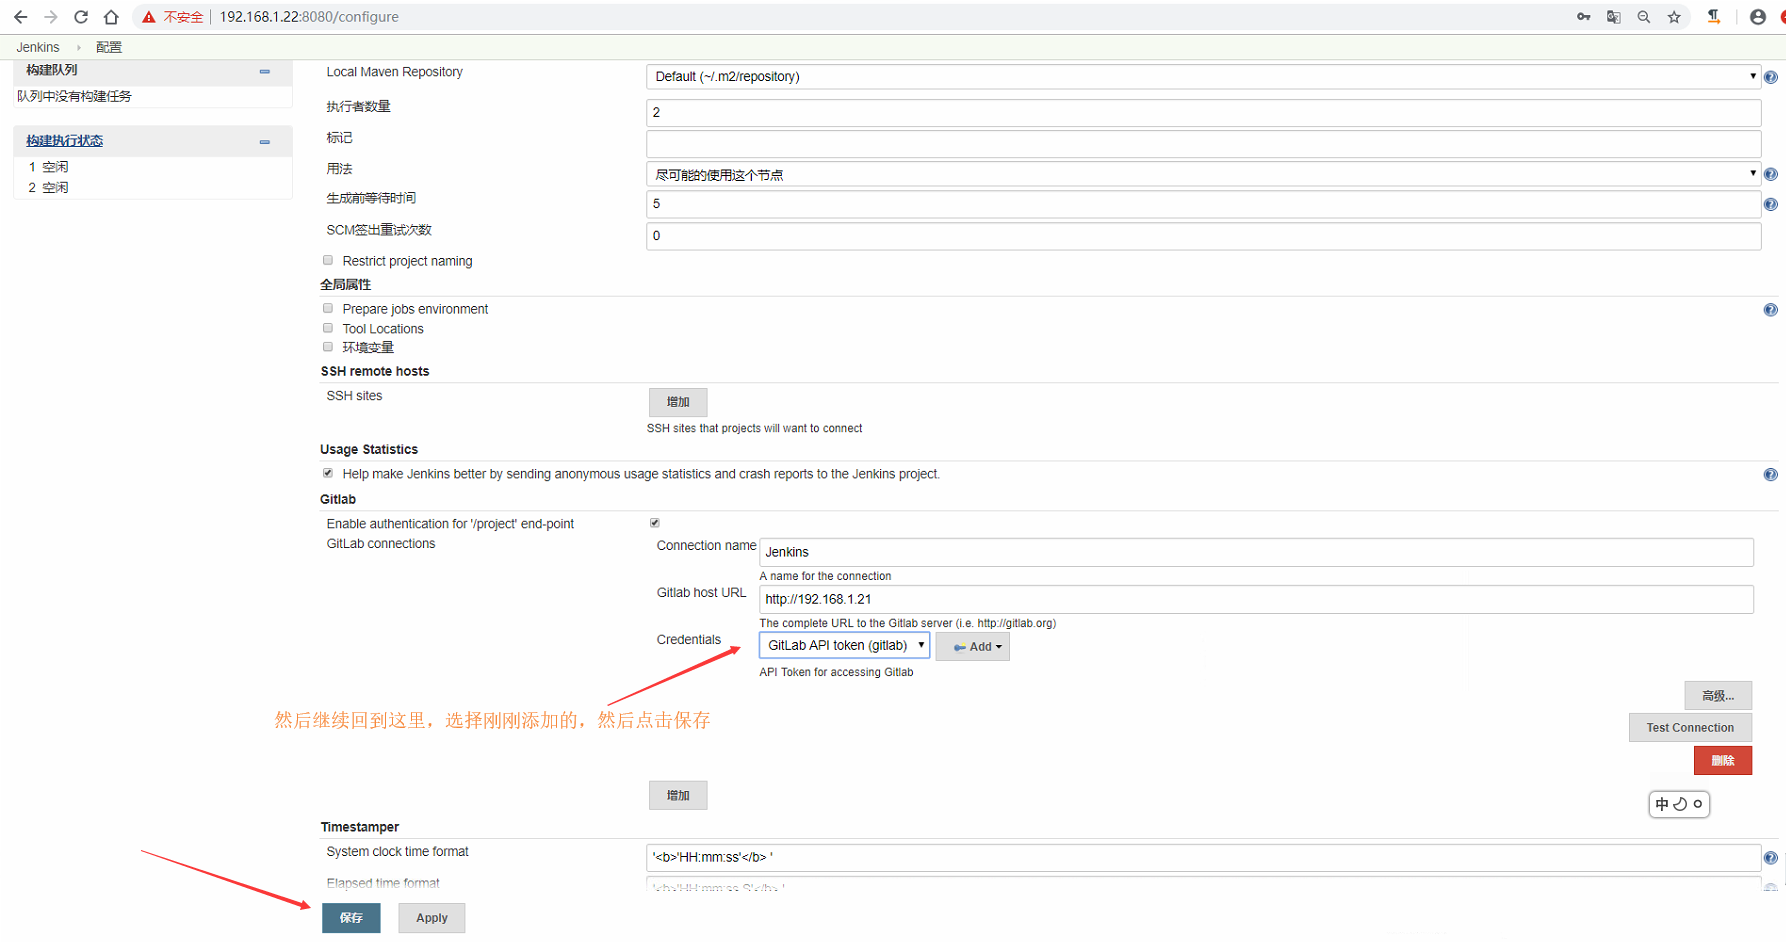 不安全 | 192.168.1.22:8080/configure
Jenkins 配置
构建队列
队列中没有构建任务
构建执行状态
1 空闲
2 空闲
Local Maven Repository Default (~/.m2/repository)
执行者数量 2
标记
用法 尽可能的使用这个节点
生成前等待时间 5
SCM签出重试次数 0
Restrict project naming
全局属性
Prepare jobs environment
Tool Locations
环境变量
SSH remote hosts
SSH sites 增加
SSH sites that projects will want to connect
Usage Statistics
Help make Jenkins better by sending anonymous usage statistics and crash reports to the Jenkins project.
Gitlab
Enable authentication for '/project' end-point
GitLab connections
Connection name Jenkins
A name for the connection
Gitlab host URL http://192.168.1.21
The complete URL to the Gitlab server (i.e. http://gitlab.org)
Credentials GitLab API token (gitlab) Add
API Token for accessing Gitlab
高级...
然后继续回到这里，选择刚刚添加的，然后点击保存
Test Connection
删除
增加
中
Timestamper
System clock time format '<b>'HH:mm:ss'</b> '
Elapsed time format '<b>'HH:mm:ss.S'</b> '
保存 Apply